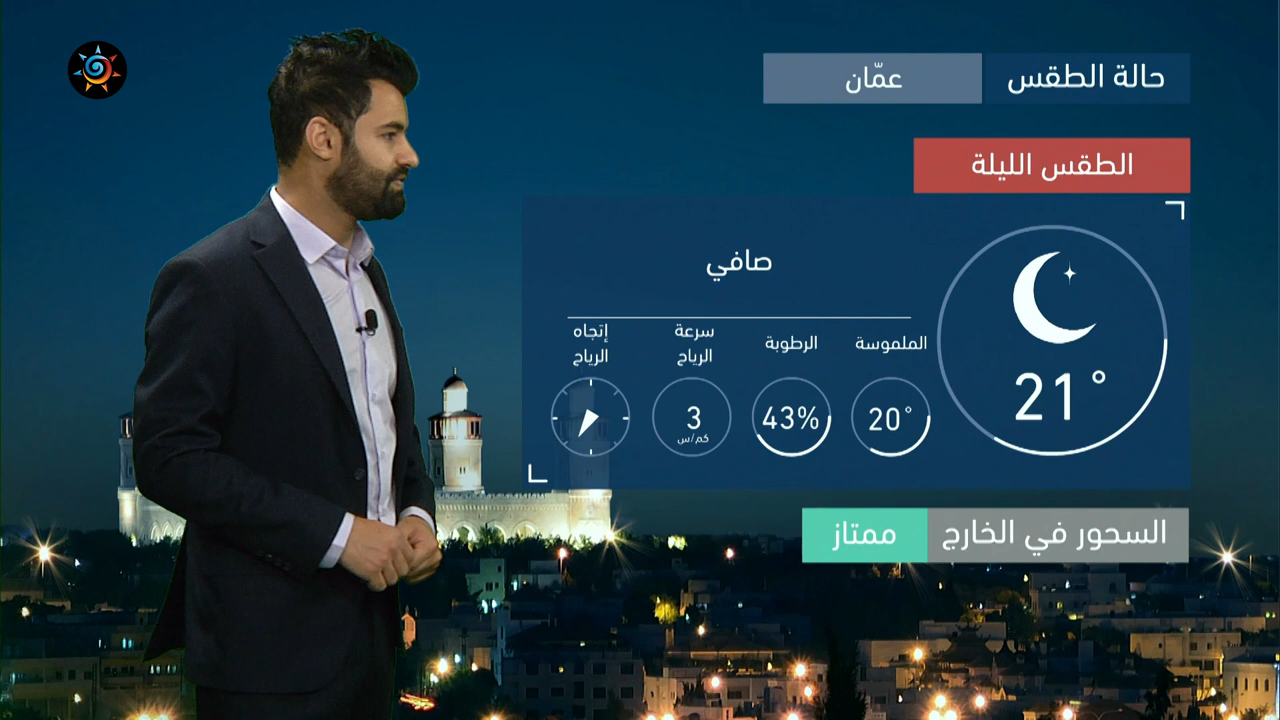 حالة الطقس
عمّان
الطقس الليلة
صافي
21°
الملموسة
20°
الرطوبة
43%
سرعة
الرياح
3
كم/س
إتجاه
الرياح
السحور في الخارج
ممتاز